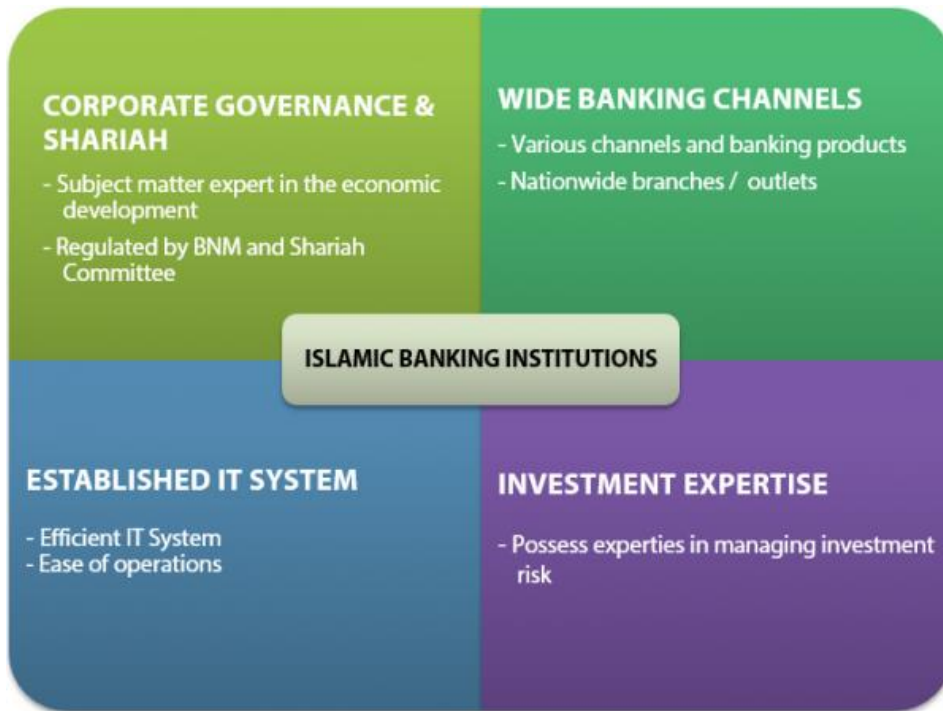 CORPORATE GOVERNANCE &
SHARIAH
- Subject matter expert in the economic
development
- Regulated by BNM and Shariah
Committee
WIDE BANKING CHANNELS
- Various channels and banking products
- Nationwide branches / outlets
ISLAMIC BANKING INSTITUTIONS
ESTABLISHED IT SYSTEM
- Efficient IT System
- Ease of operations
INVESTMENT EXPERTISE
- Possess experties in managing investment
risk